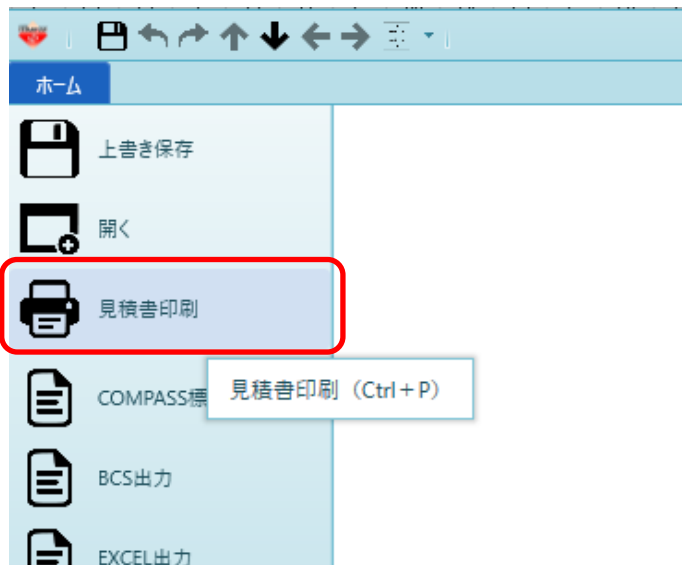 ホーム
上書き保存
開く
見積書印刷
見積書印刷（Ctrl+P）
COMPASS標
BCS出力
EXCEL出力